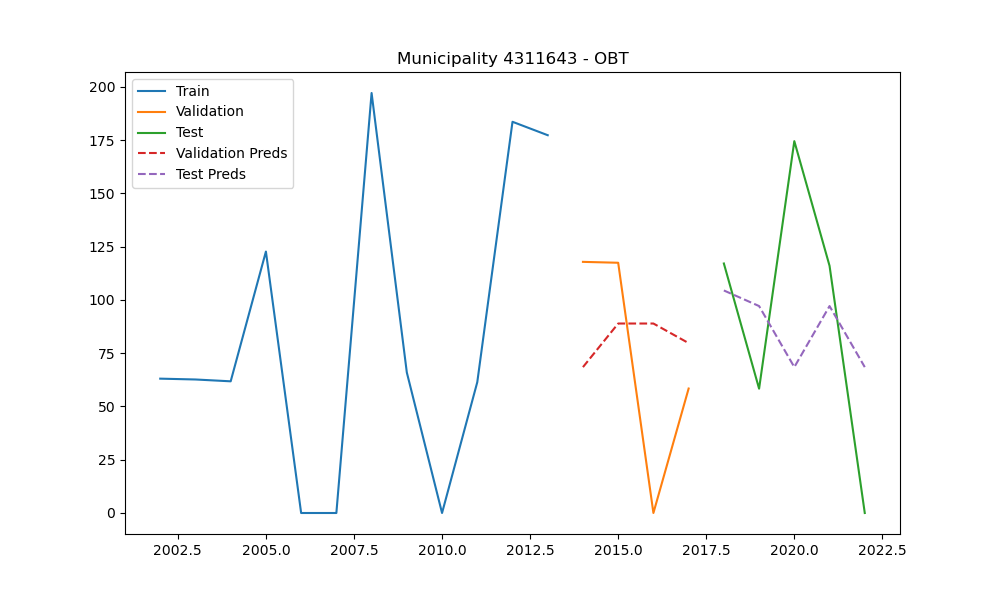 Municipality 4311643 - OBT
200
175
150
125
100
75
50
25
0
Train
Validation
Test
Validation Preds
Test Preds
2002.5 2005.0 2007.5 2010.0 2012.5 2015.0 2017.5 2020.0 2022.5